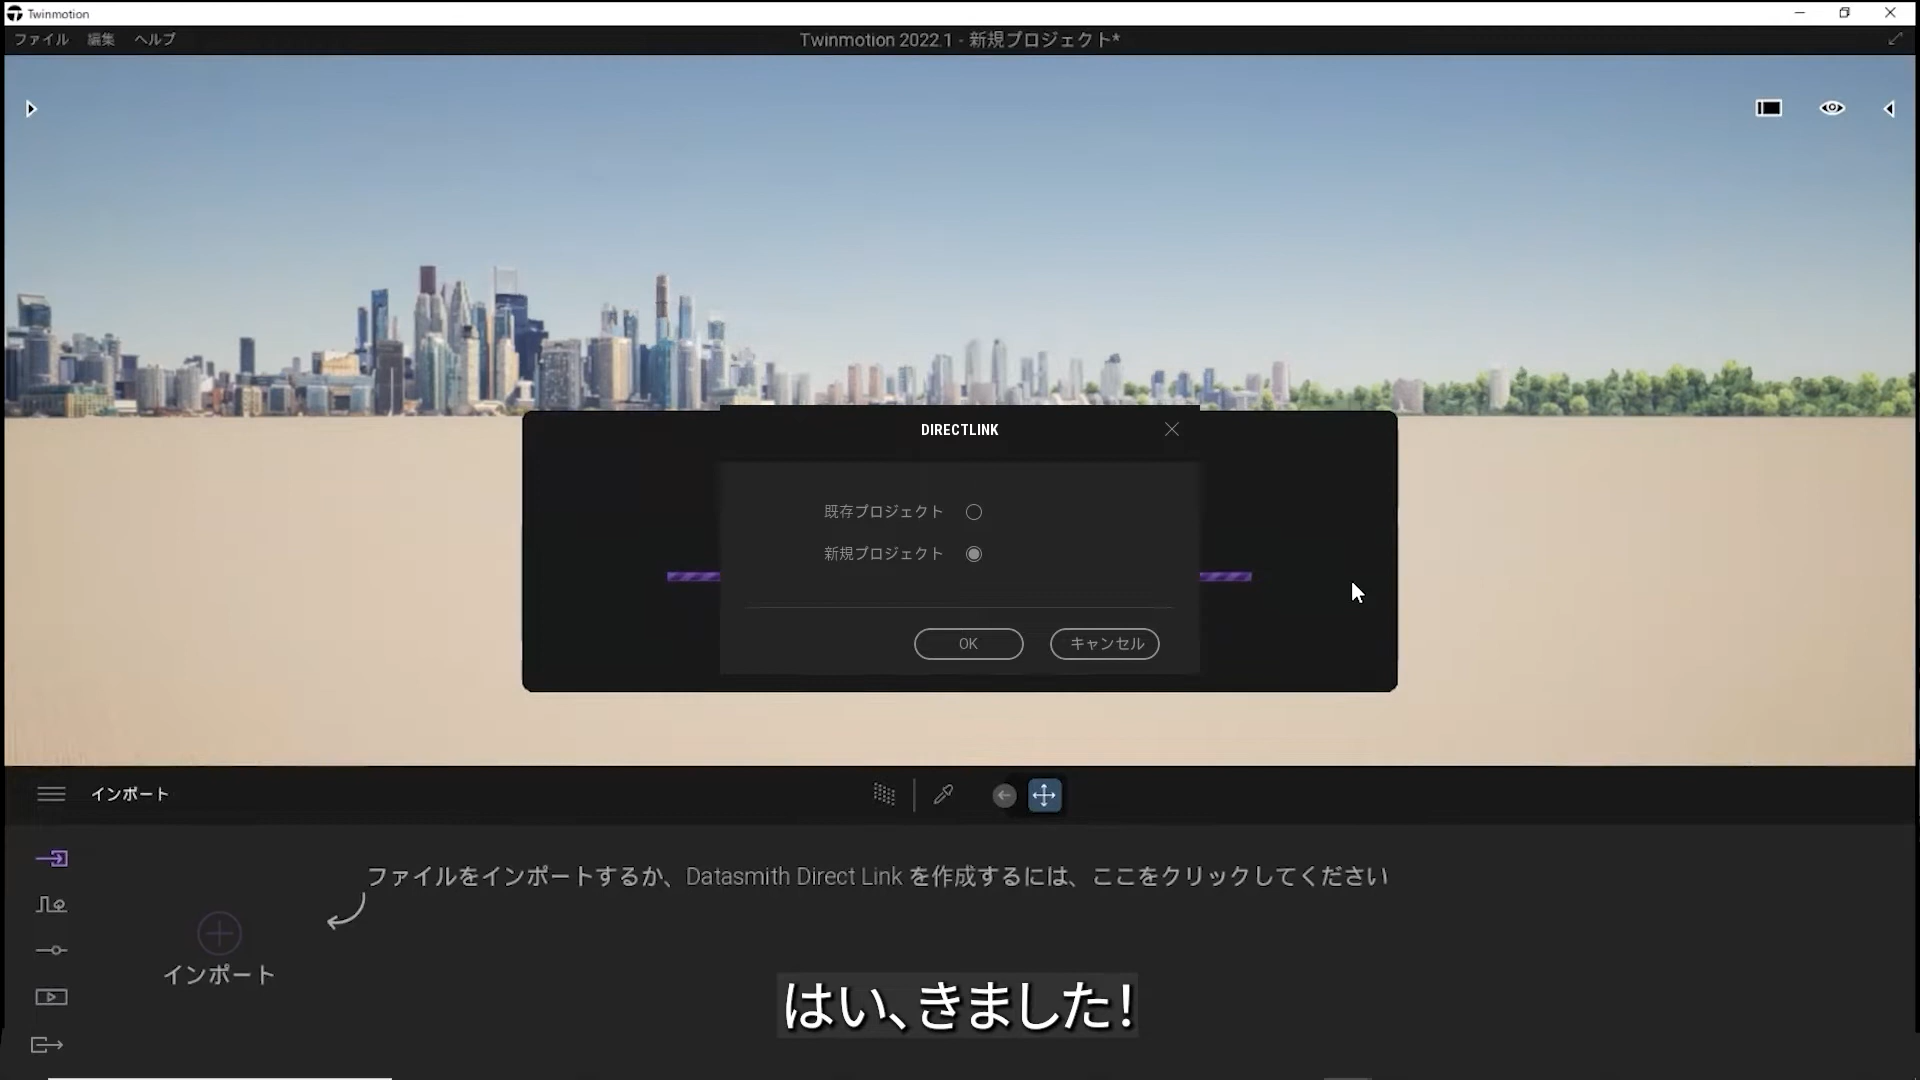 Twinmotion
ファイル 編集 ヘルプ
Twinmotion 2022.1 - 新規プロジェクト*
DIRECTLINK
既存プロジェクト
新規プロジェクト
OK キャンセル
インポート
ファイルをインポートするか、Datasmith Direct Link を作成するには、ここをクリックしてください
インポート
はい、きました!